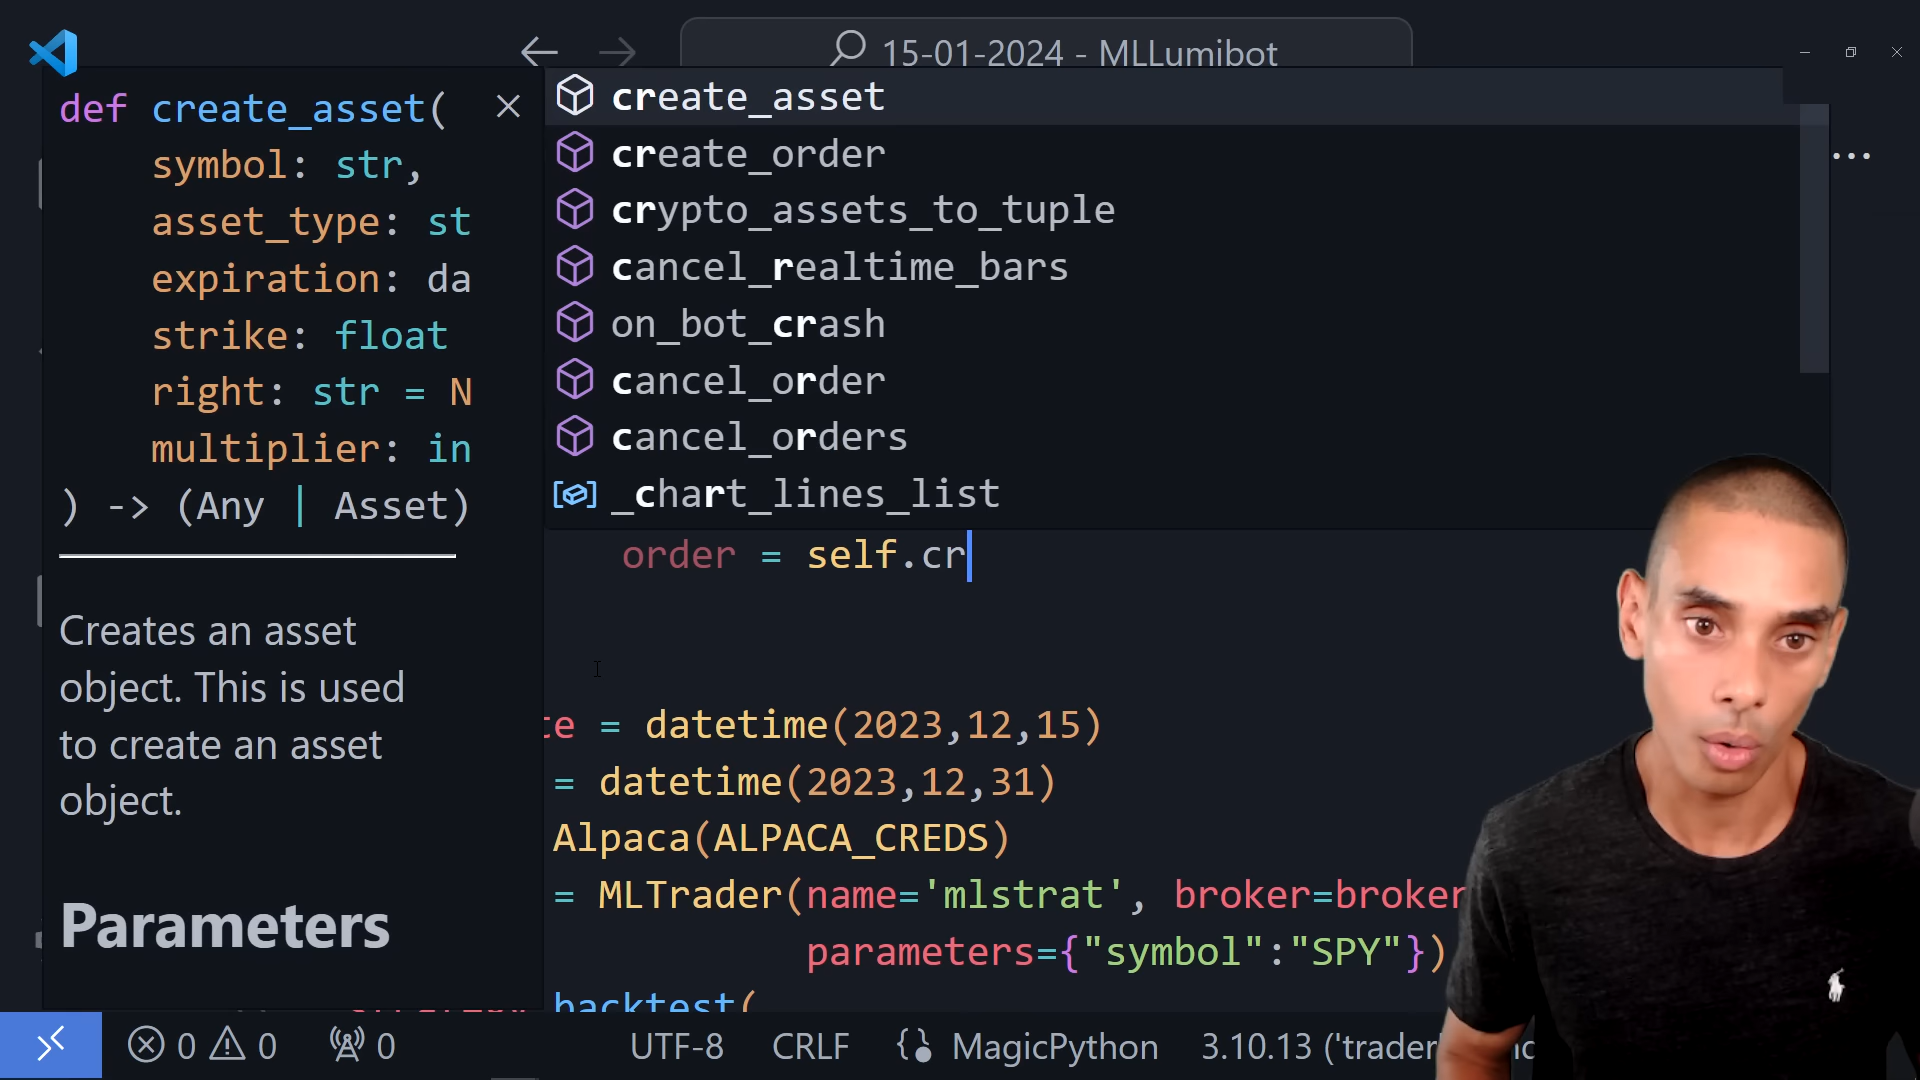 15-01-2024 - MLLumibot
def create_asset(
symbol: str,
asset_type: st
expiration: da
strike: float
right: str = N
multiplier: in
) -> (Any | Asset)
Creates an asset
object. This is used
to create an asset
object.
Parameters
create_asset
create_order
crypto_assets_to_tuple
cancel_realtime_bars
on_bot_crash
cancel_order
cancel_orders
_chart_lines_list
order = self.cr
te = datetime(2023,12,15)
= datetime(2023,12,31)
Alpaca(ALPACA_CREDS)
= MLTrader(name='mlstrat', broker=broker
parameters={"symbol":"SPY"})
backtest(
0 0 0 UTF-8 CRLF MagicPython 3.10.13 ('trader